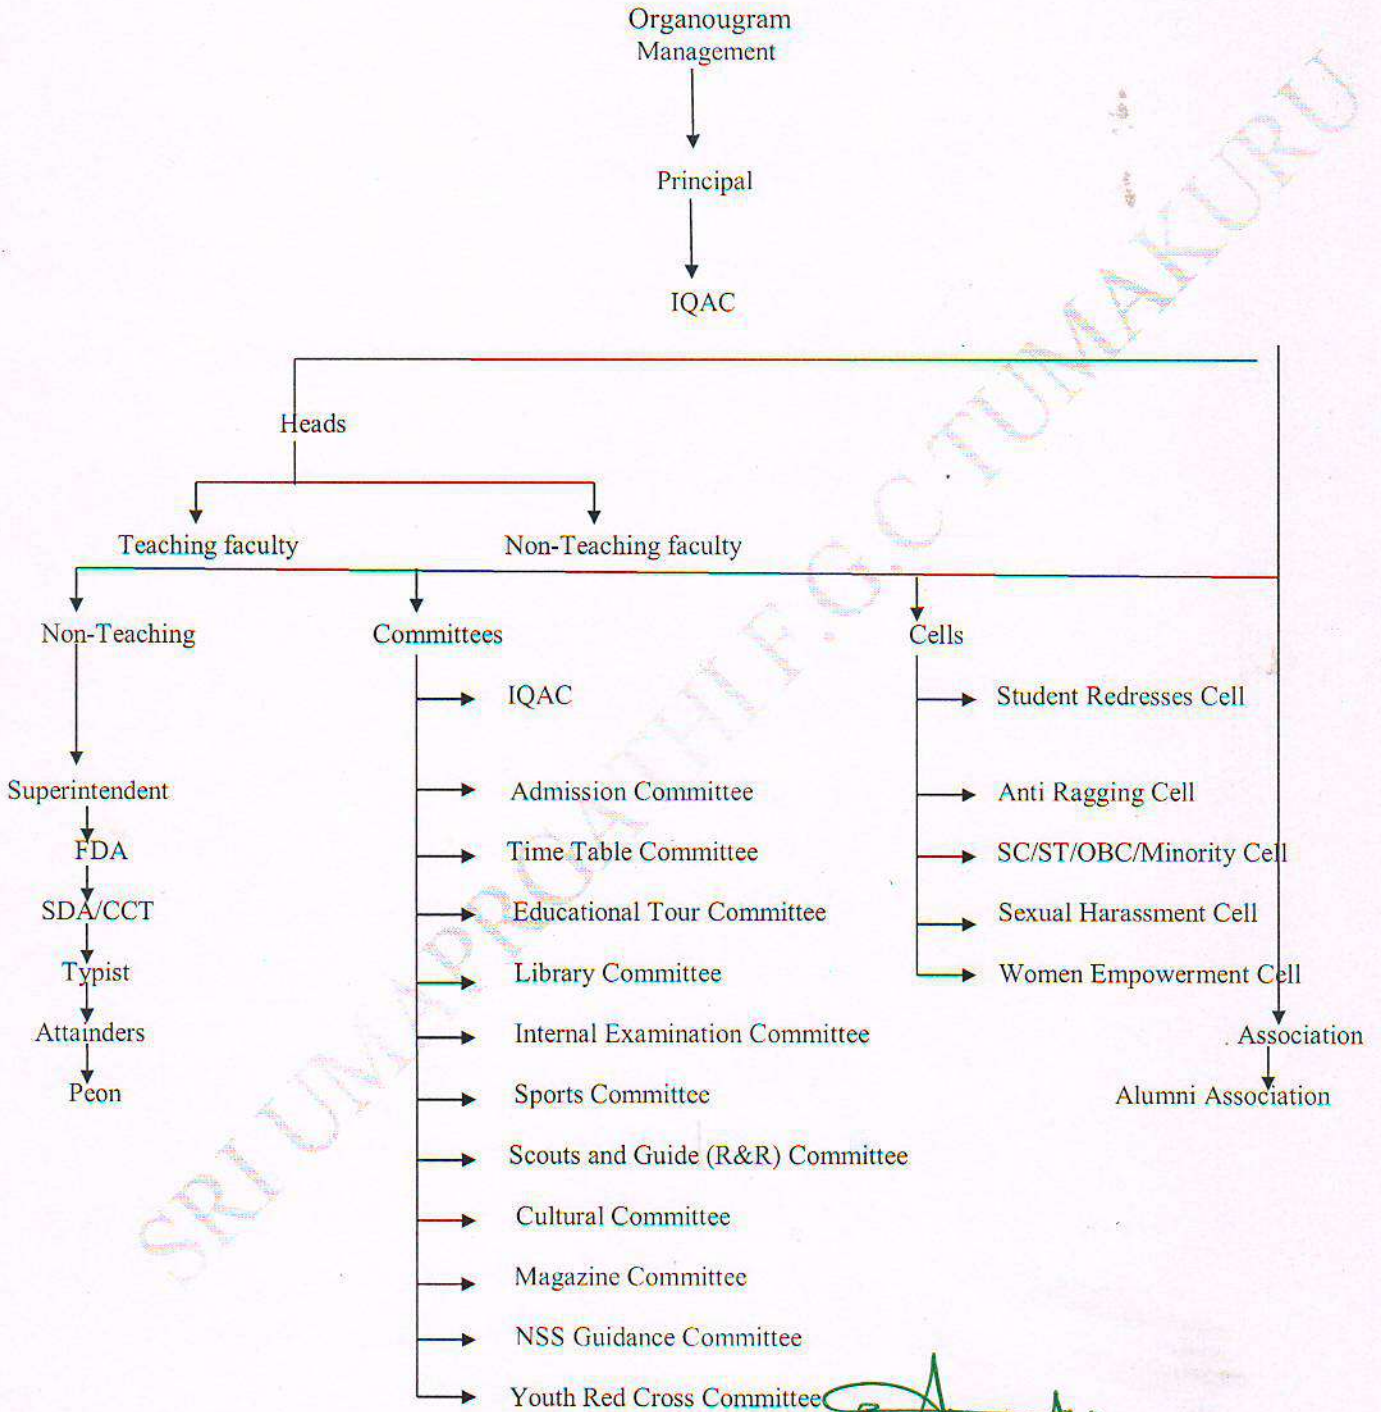 Organougram
Management
Principal
IQAC
Heads
Teaching faculty
Non-Teaching faculty
Non-Teaching
Committees
Cells
Superintendent
FDA
SDA/CCT
Typist
Attainders
Peon
IQAC
Admission Committee
Time Table Committee
Educational Tour Committee
Library Committee
Internal Examination Committee
Sports Committee
Scouts and Guide (R&R) Committee
Cultural Committee
Magazine Committee
NSS Guidance Committee
Youth Red Cross Committee
Student Redresses Cell
Anti Ragging Cell
SC/ST/OBC/Minority Cell
Sexual Harassment Cell
Women Empowerment Cell
Association
Alumni Association
SRI UMAPRGATHI F.G.C TUMAKURU